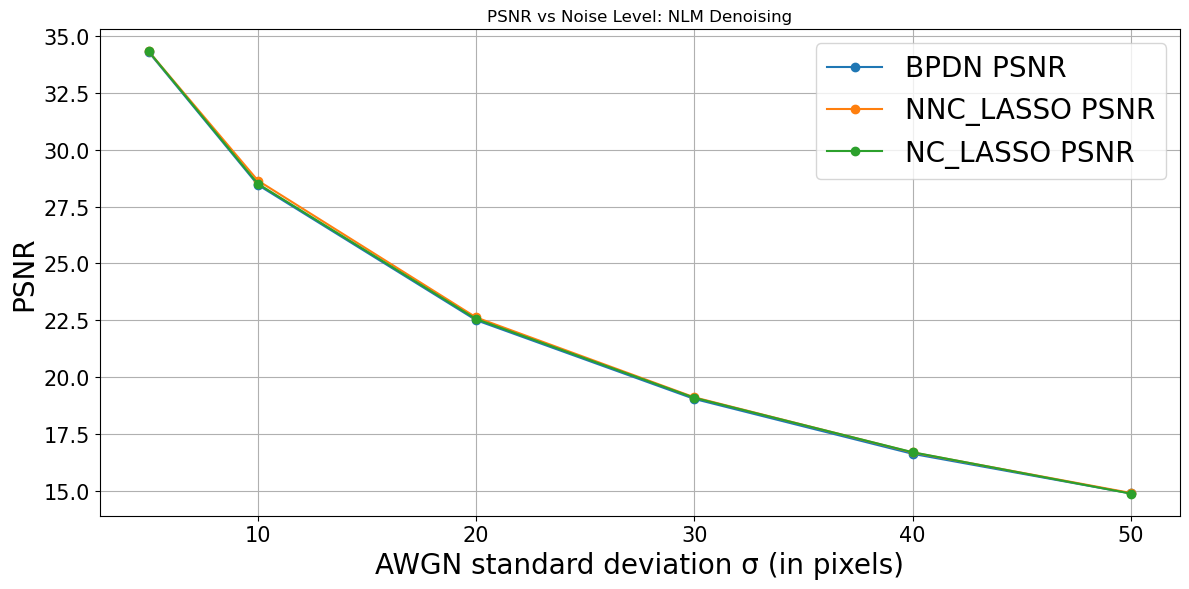 PSNR vs Noise Level: NLM Denoising
35.0
32.5
30.0
27.5
25.0
22.5
20.0
17.5
15.0
PSNR
BPDN PSNR
NNC_LASSO PSNR
NC_LASSO PSNR
10 20 30 40 50
AWGN standard deviation σ (in pixels)